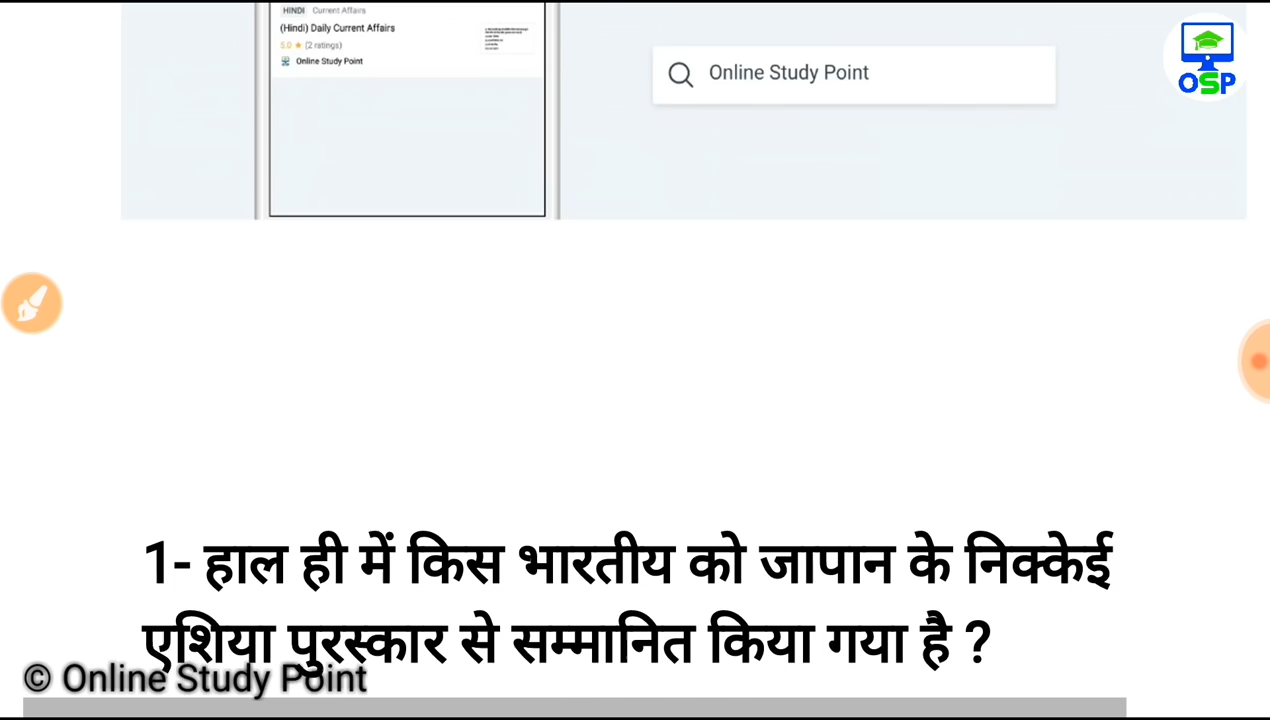 HINDI Current Affairs
(Hindi) Daily Current Affairs
5.0 ★ (2 ratings)
Online Study Point
Online Study Point
OSP
1- हाल ही में किस भारतीय को जापान के निक्केई
एशिया पुरस्कार से सम्मानित किया गया है ?
© Online Study Point